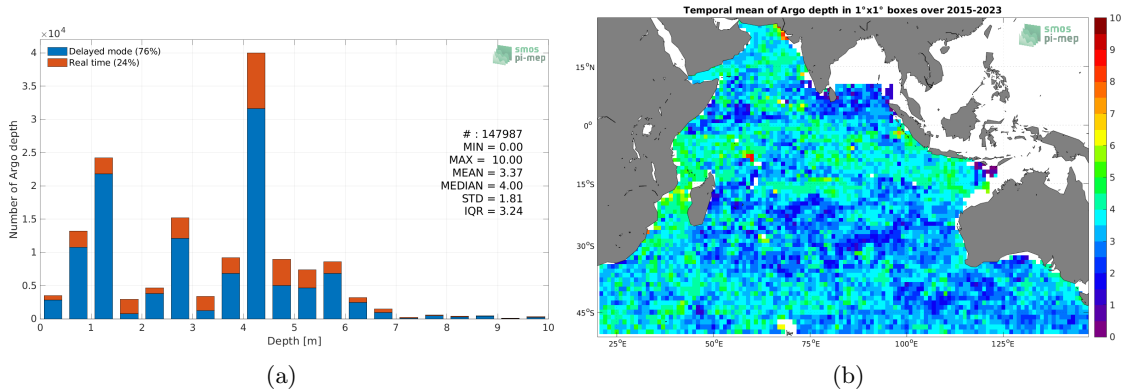 ×10⁴
Delayed mode (76%)
Real time (24%)
smos
pi-mep
4
3.5
3
2.5
2
1.5
1
0.5
0
Number of Argo depth
# : 147987
MIN = 0.00
MAX = 10.00
MEAN = 3.37
MEDIAN = 4.00
STD = 1.81
IQR = 3.24
0 1 2 3 4 5 6 7 8 9 10
Depth [m]
(a)
Temporal mean of Argo depth in 1°x1° boxes over 2015-2023
smos
pi-mep
15°N
0°
15°S
30°S
45°S
25°E 50°E 75°E 100°E 125°E
10
9
8
7
6
5
4
3
2
1
0
(b)